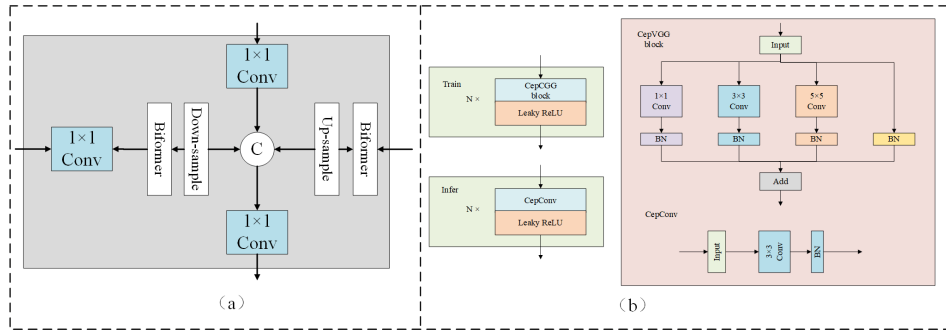 1×1
Conv
1×1
Conv
Biformer
Down-sample
C
Up-sample
Biformer
1×1
Conv
(a)
Train
N ×
CepCGG
block
Leaky ReLU
Infer
N ×
CepConv
Leaky ReLU
CepVGG
block
Input
1×1
Conv
3×3
Conv
5×5
Conv
BN
BN
BN
BN
Add
CepConv
Input
3×3
Conv
BN
(b)